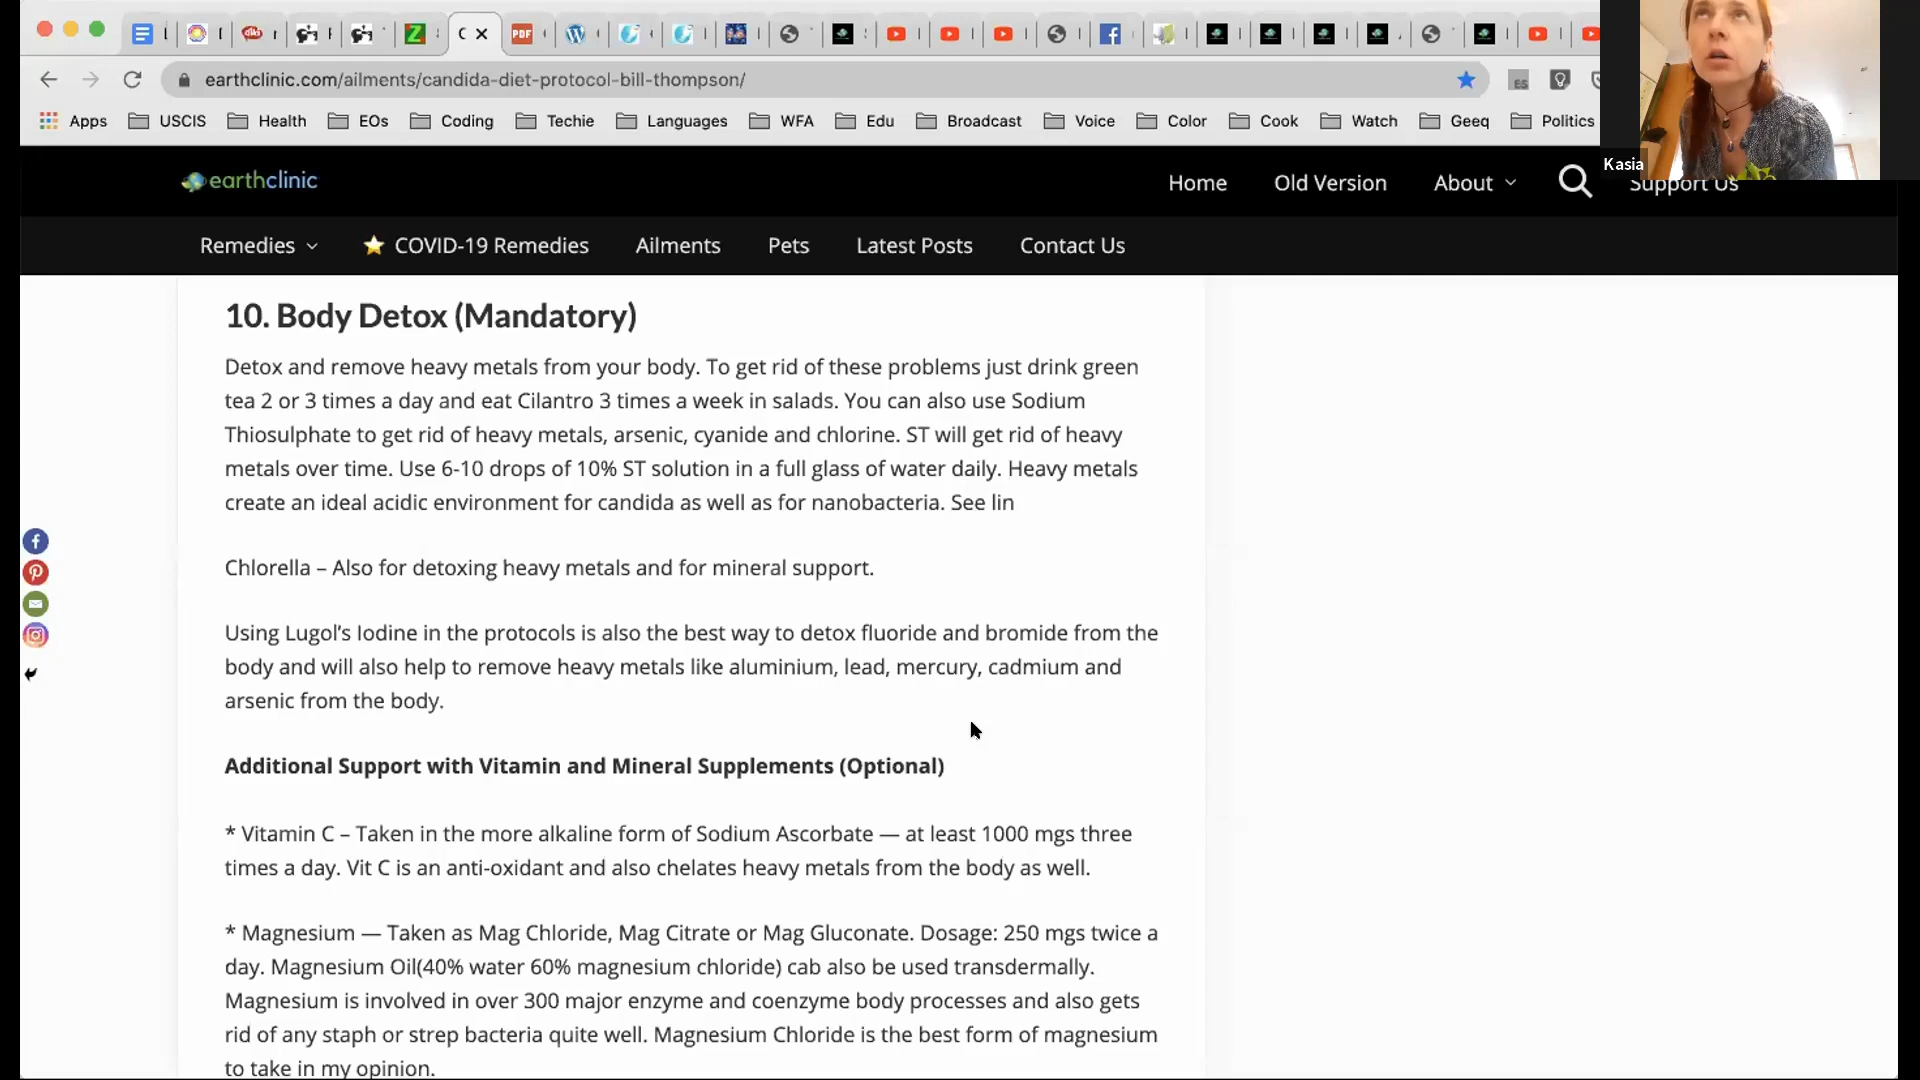 earthclinic.com/ailments/candida-diet-protocol-bill-thompson/
Apps USCIS Health EOs Coding Techie Languages WFA Edu Broadcast Voice Color Cook Watch Geeq Politics
Kasia
earthclinic Home Old Version About Support Us
Remedies COVID-19 Remedies Ailments Pets Latest Posts Contact Us
10. Body Detox (Mandatory)
Detox and remove heavy metals from your body. To get rid of these problems just drink green
tea 2 or 3 times a day and eat Cilantro 3 times a week in salads. You can also use Sodium
Thiosulphate to get rid of heavy metals, arsenic, cyanide and chlorine. ST will get rid of heavy
metals over time. Use 6-10 drops of 10% ST solution in a full glass of water daily. Heavy metals
create an ideal acidic environment for candida as well as for nanobacteria. See lin
Chlorella – Also for detoxing heavy metals and for mineral support.
Using Lugol’s Iodine in the protocols is also the best way to detox fluoride and bromide from the
body and will also help to remove heavy metals like aluminium, lead, mercury, cadmium and
arsenic from the body.
Additional Support with Vitamin and Mineral Supplements (Optional)
* Vitamin C – Taken in the more alkaline form of Sodium Ascorbate — at least 1000 mgs three
times a day. Vit C is an anti-oxidant and also chelates heavy metals from the body as well.
* Magnesium — Taken as Mag Chloride, Mag Citrate or Mag Gluconate. Dosage: 250 mgs twice a
day. Magnesium Oil(40% water 60% magnesium chloride) cab also be used transdermally.
Magnesium is involved in over 300 major enzyme and coenzyme body processes and also gets
rid of any staph or strep bacteria quite well. Magnesium Chloride is the best form of magnesium
to take in my opinion.